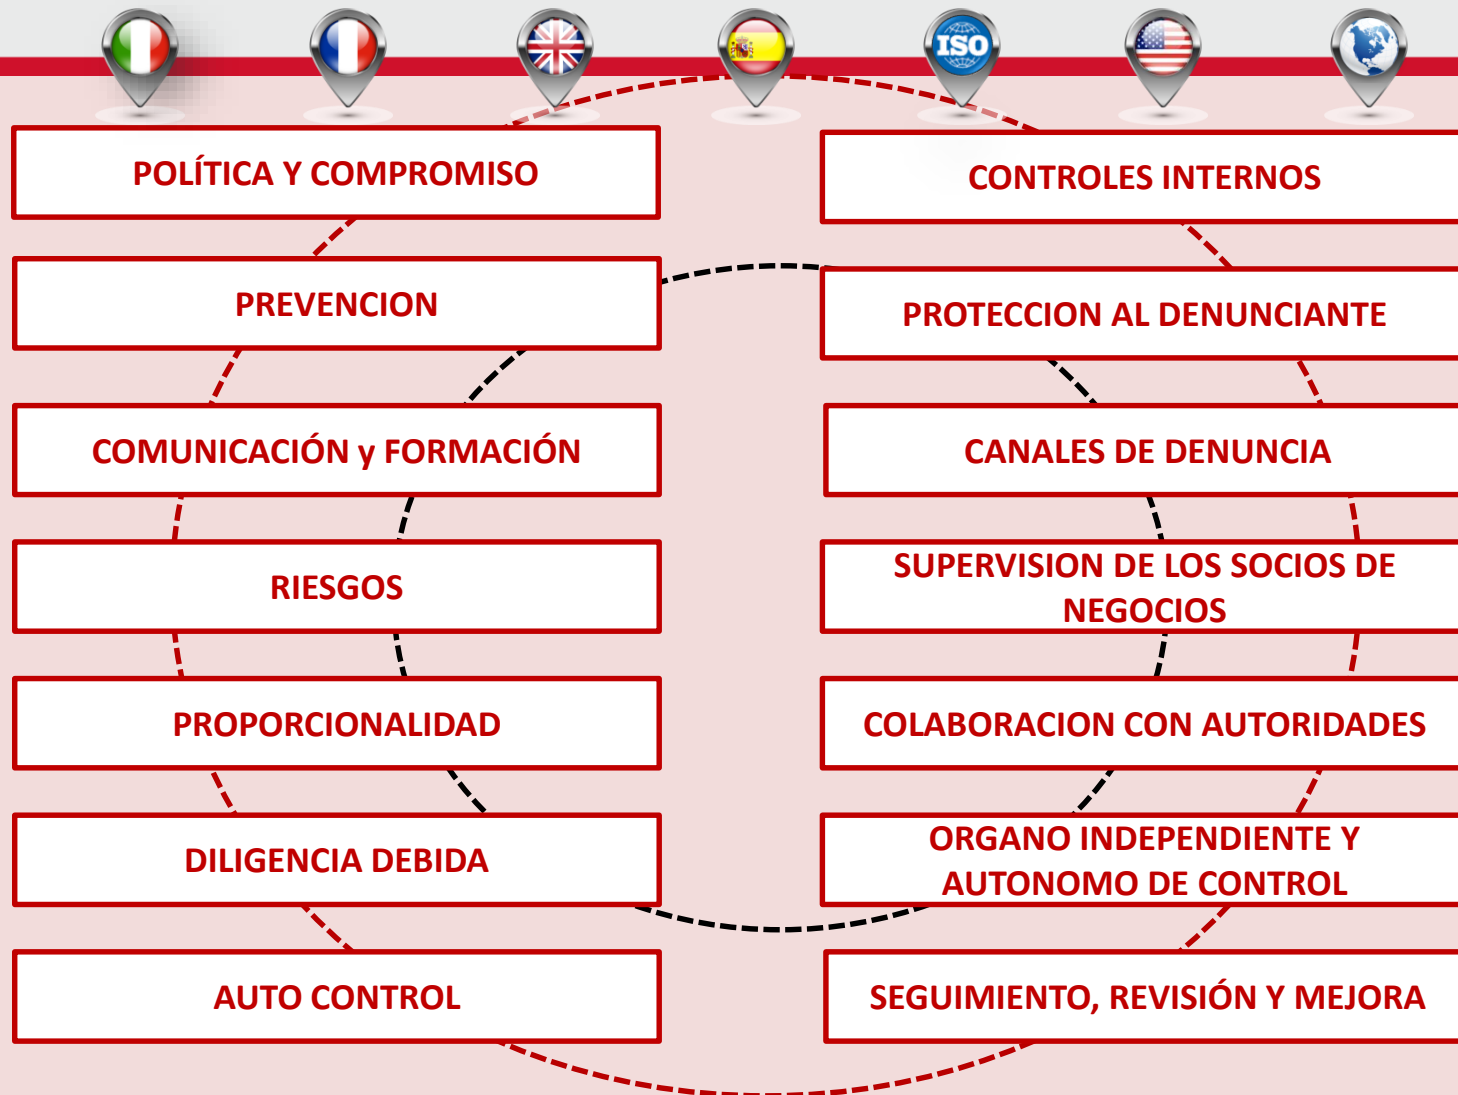 ISO
POLÍTICA Y COMPROMISO
PREVENCION
COMUNICACIÓN y FORMACIÓN
RIESGOS
PROPORCIONALIDAD
DILIGENCIA DEBIDA
AUTO CONTROL
CONTROLES INTERNOS
PROTECCION AL DENUNCIANTE
CANALES DE DENUNCIA
SUPERVISION DE LOS SOCIOS DE
NEGOCIOS
COLABORACION CON AUTORIDADES
ORGANO INDEPENDIENTE Y
AUTONOMO DE CONTROL
SEGUIMIENTO, REVISIÓN Y MEJORA